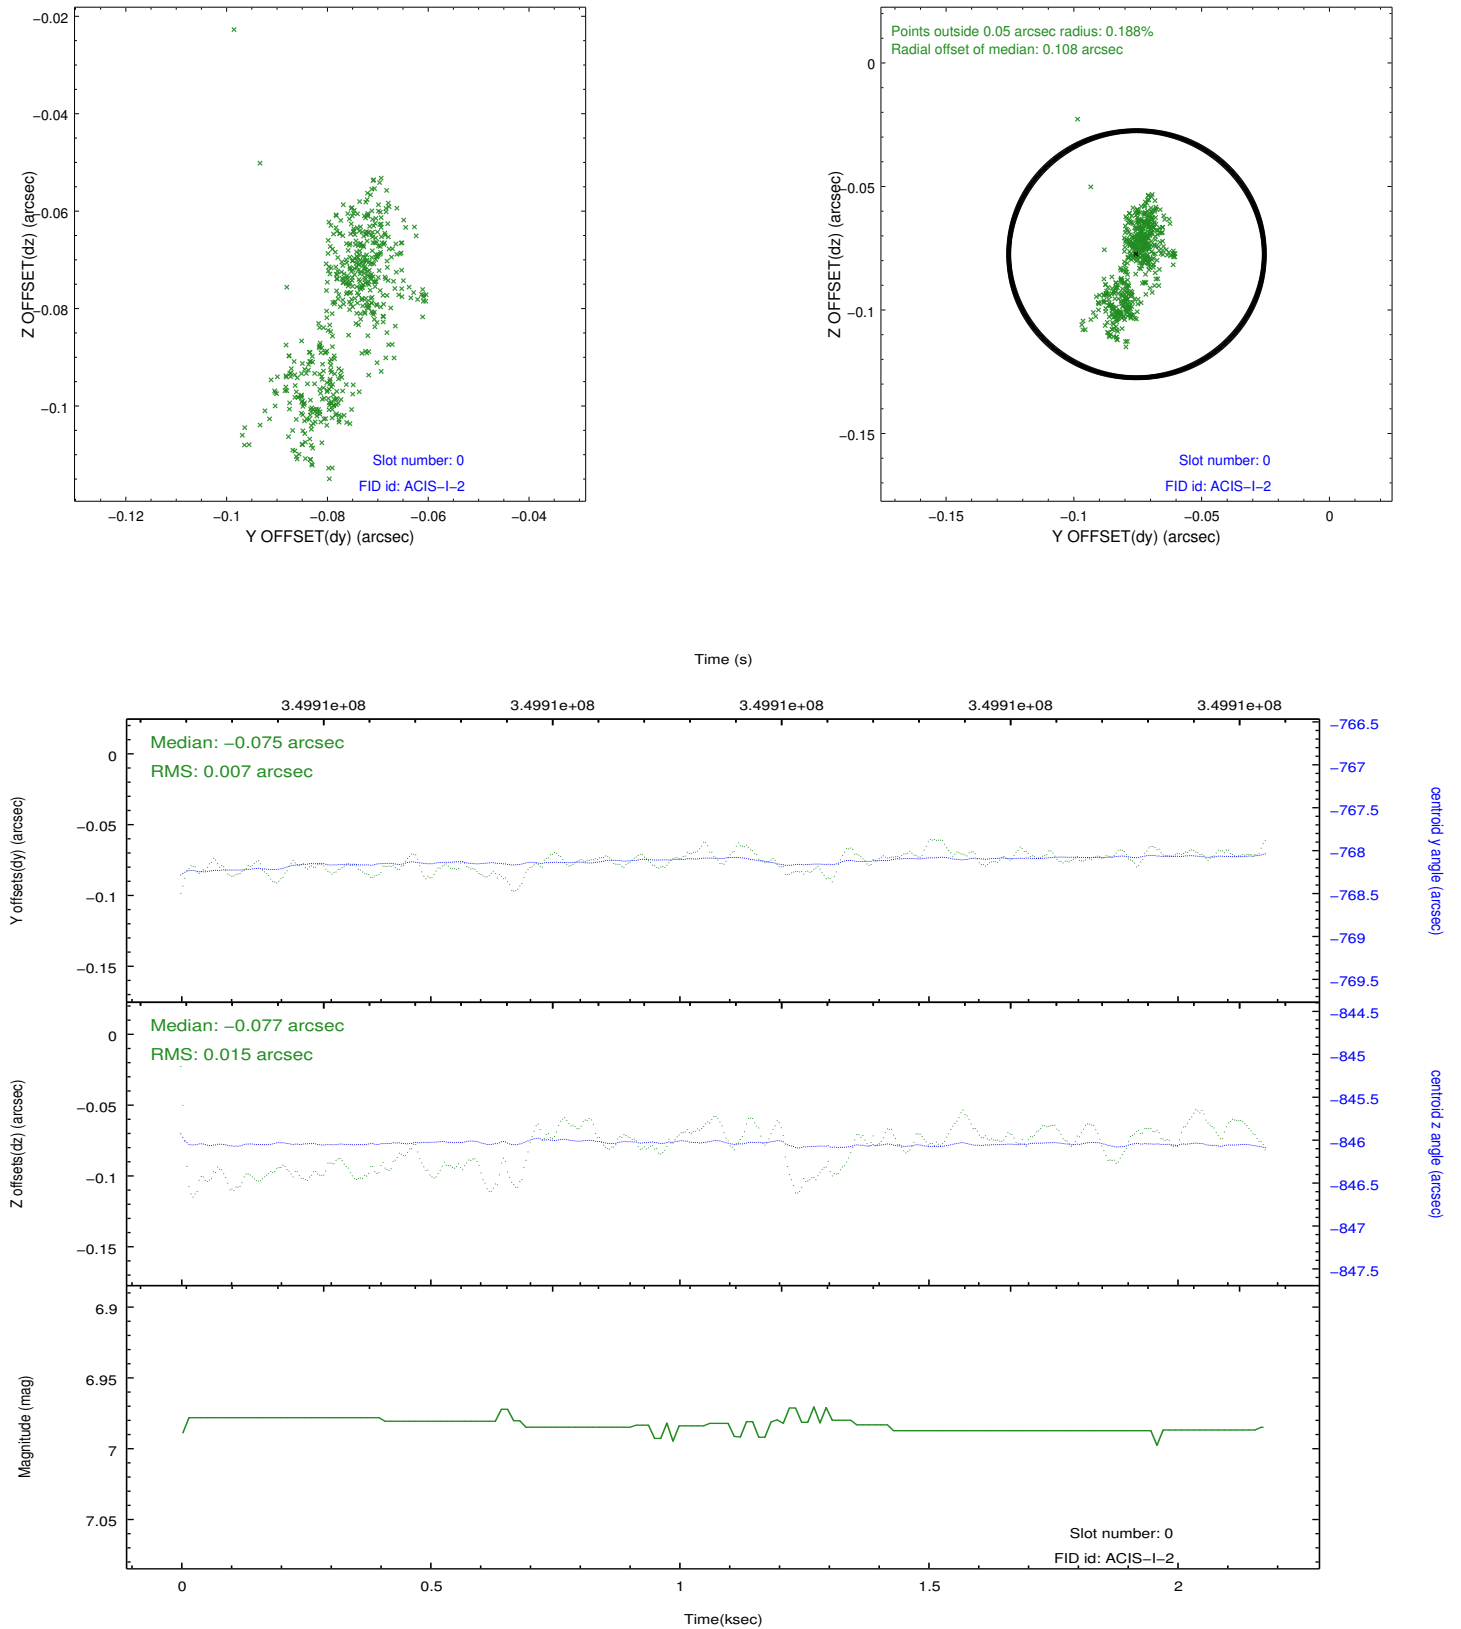 −0.02
−0.04
−0.06
−0.08
−0.1
Z OFFSET(dz) (arcsec)
Slot number: 0
FID id: ACIS−I−2
−0.12
−0.1
−0.08
−0.06
−0.04
Y OFFSET(dy) (arcsec)
Points outside 0.05 arcsec radius: 0.188%
Radial offset of median: 0.108 arcsec
0
−0.05
−0.1
−0.15
Z OFFSET(dz) (arcsec)
Slot number: 0
FID id: ACIS−I−2
−0.15
−0.1
−0.05
0
Y OFFSET(dy) (arcsec)
Time (s)
3.4991e+08
3.4991e+08
3.4991e+08
3.4991e+08
3.4991e+08
Median: −0.075 arcsec
RMS: 0.007 arcsec
0
−0.05
−0.1
−0.15
Y offsets(dy) (arcsec)
−766.5
−767
−767.5
−768
−768.5
−769
−769.5
centroid y angle (arcsec)
Median: −0.077 arcsec
RMS: 0.015 arcsec
0
−0.05
−0.1
−0.15
Z offsets(dz) (arcsec)
−844.5
−845
−845.5
−846
−846.5
−847
−847.5
centroid z angle (arcsec)
6.9
6.95
7
7.05
Magnitude (mag)
Slot number: 0
FID id: ACIS−I−2
0
0.5
1
1.5
2
Time(ksec)